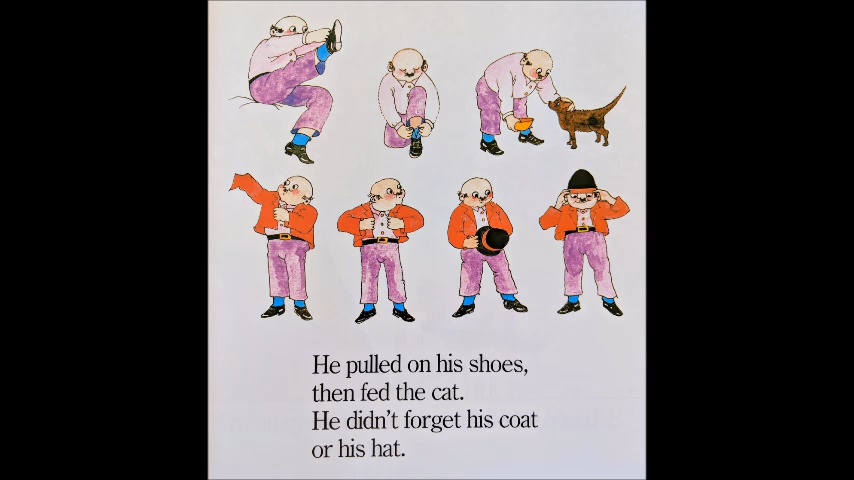 He pulled on his shoes,
then fed the cat.
He didn't forget his coat
or his hat.